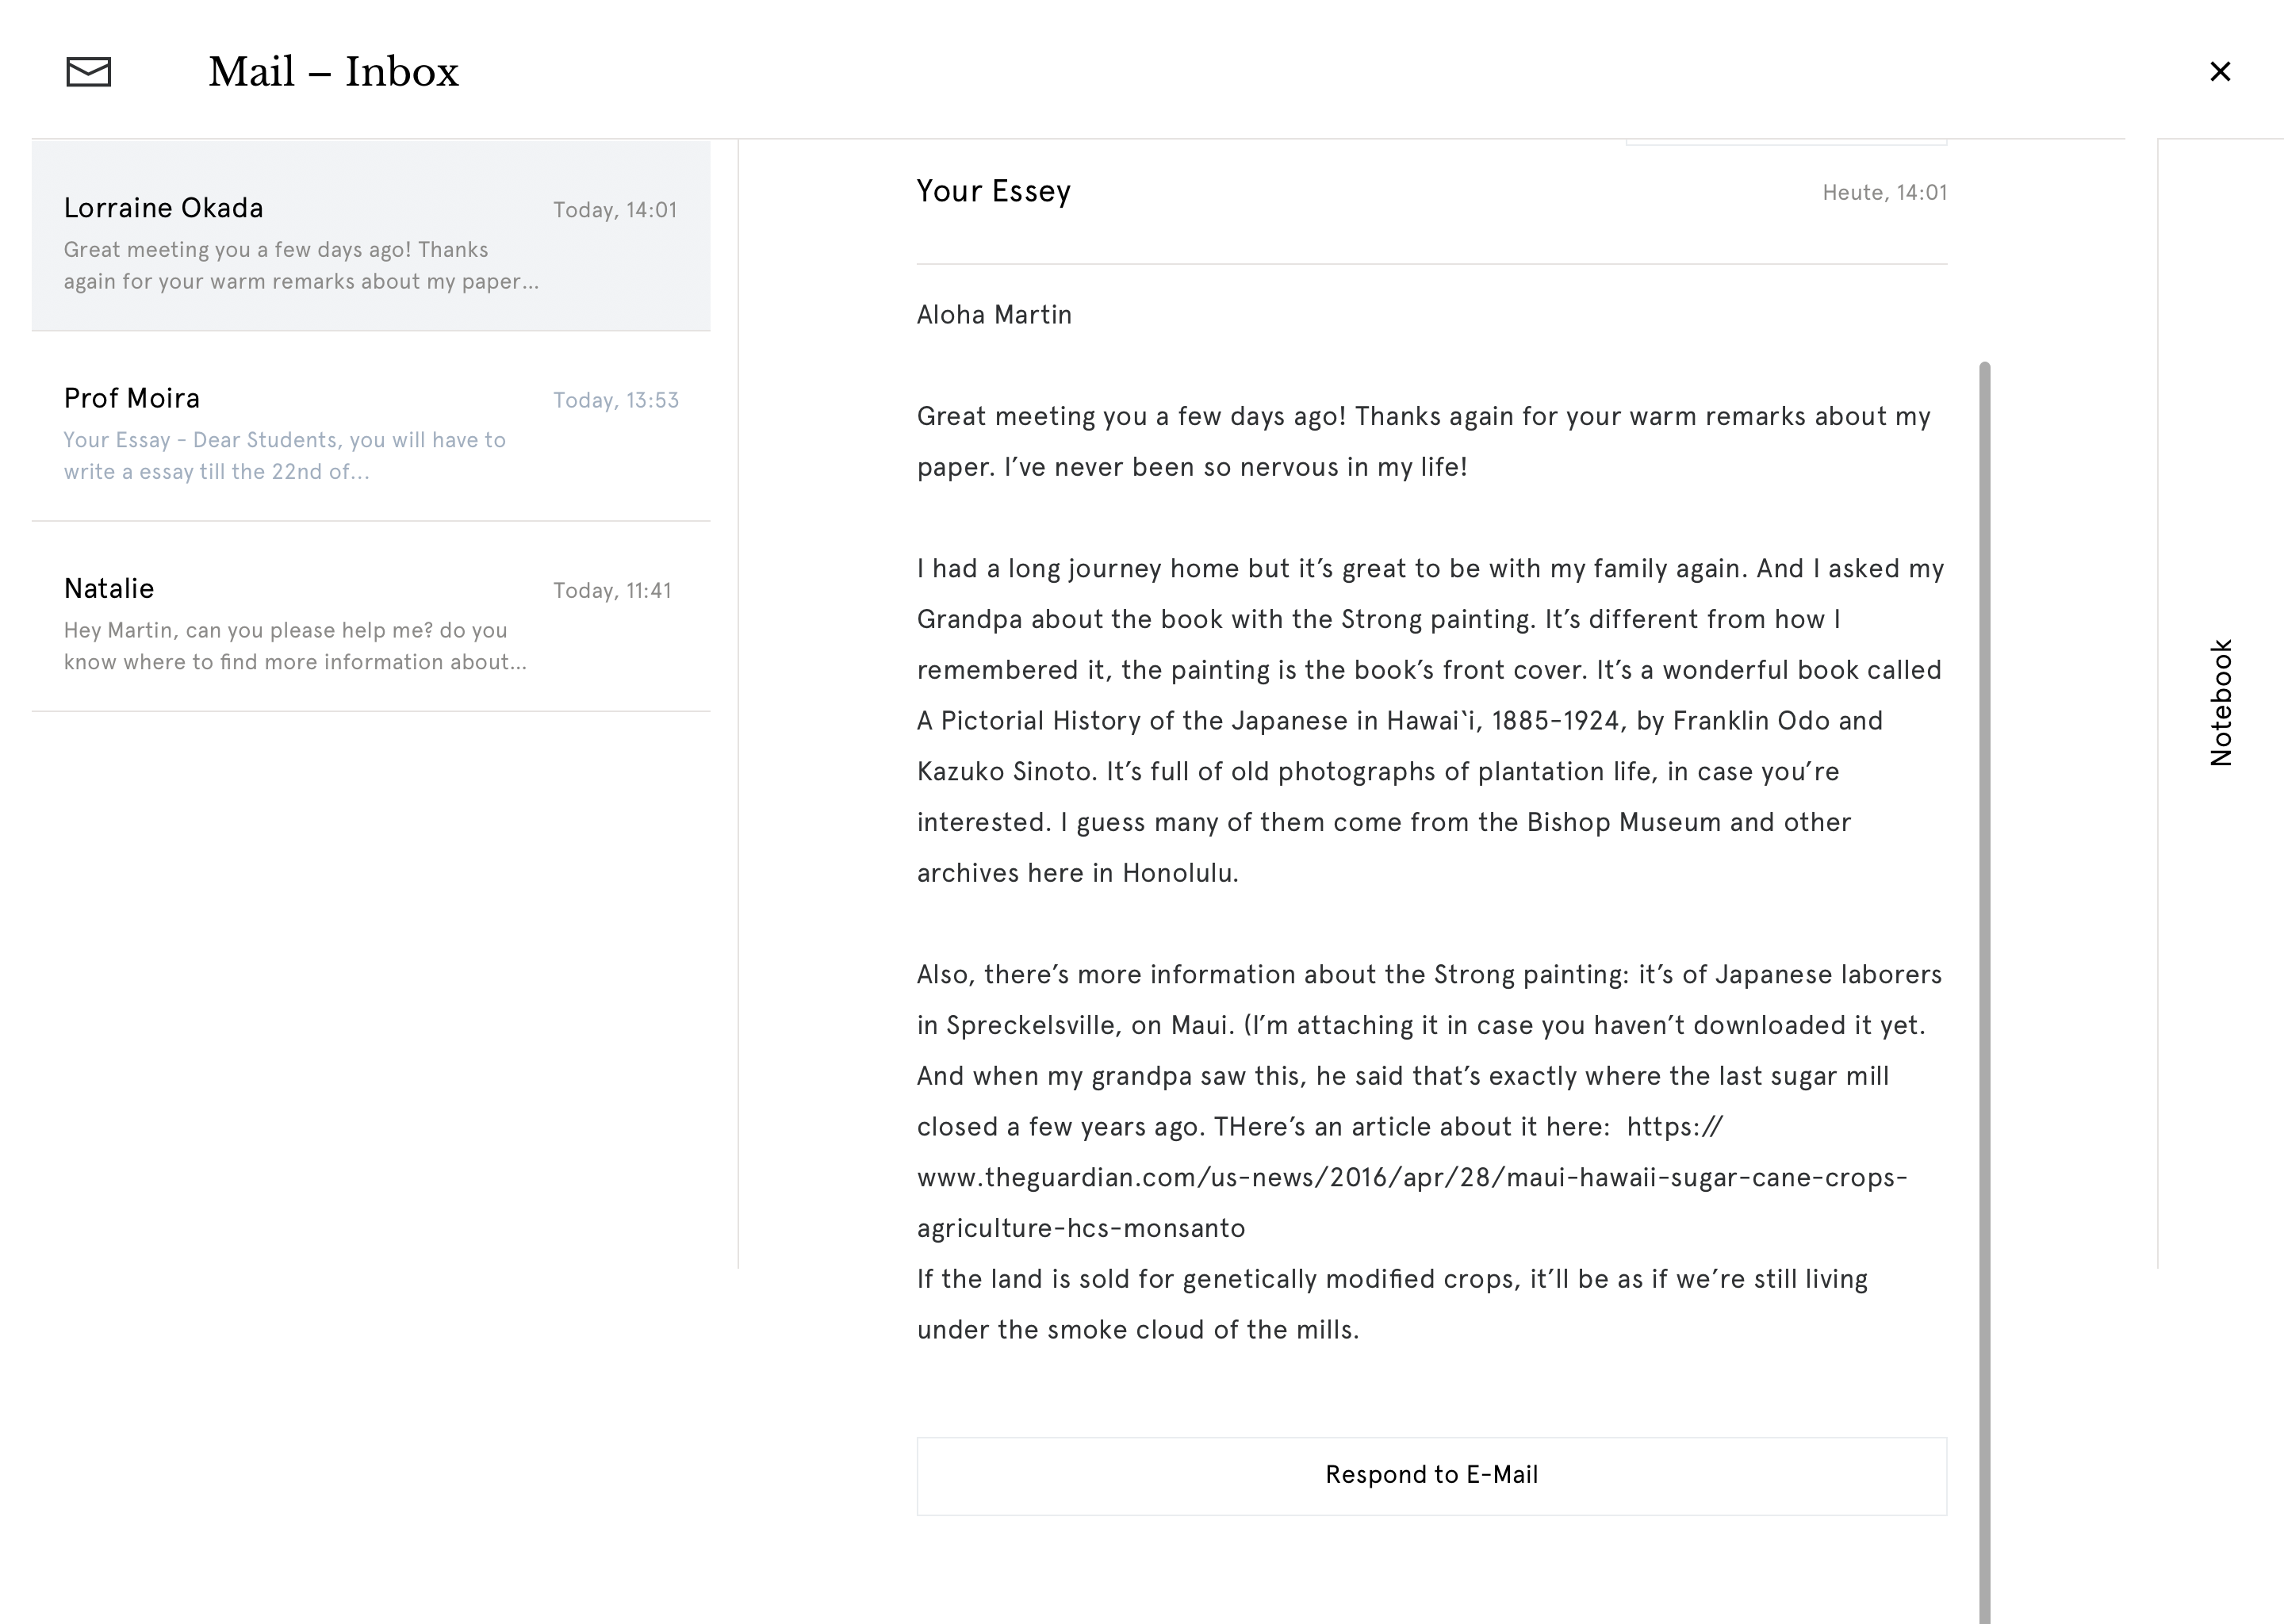 Mail – Inbox
Lorraine Okada
Today, 14:01
Great meeting you a few days ago! Thanks
again for your warm remarks about my paper...
Prof Moira
Today, 13:53
Your Essay - Dear Students, you will have to
write a essay till the 22nd of...
Natalie
Today, 11:41
Hey Martin, can you please help me? do you
know where to find more information about...
Your Essey
Heute, 14:01
Aloha Martin
Great meeting you a few days ago! Thanks again for your warm remarks about my
paper. I’ve never been so nervous in my life!
I had a long journey home but it’s great to be with my family again. And I asked my
Grandpa about the book with the Strong painting. It’s different from how I
remembered it, the painting is the book’s front cover. It’s a wonderful book called
A Pictorial History of the Japanese in Hawai‵i, 1885-1924, by Franklin Odo and
Kazuko Sinoto. It’s full of old photographs of plantation life, in case you’re
interested. I guess many of them come from the Bishop Museum and other
archives here in Honolulu.
Also, there’s more information about the Strong painting: it’s of Japanese laborers
in Spreckelsville, on Maui. (I’m attaching it in case you haven’t downloaded it yet.
And when my grandpa saw this, he said that’s exactly where the last sugar mill
closed a few years ago. THere’s an article about it here:  https://
www.theguardian.com/us-news/2016/apr/28/maui-hawaii-sugar-cane-crops-
agriculture-hcs-monsanto
If the land is sold for genetically modified crops, it’ll be as if we’re still living
under the smoke cloud of the mills.
Respond to E-Mail
Notebook